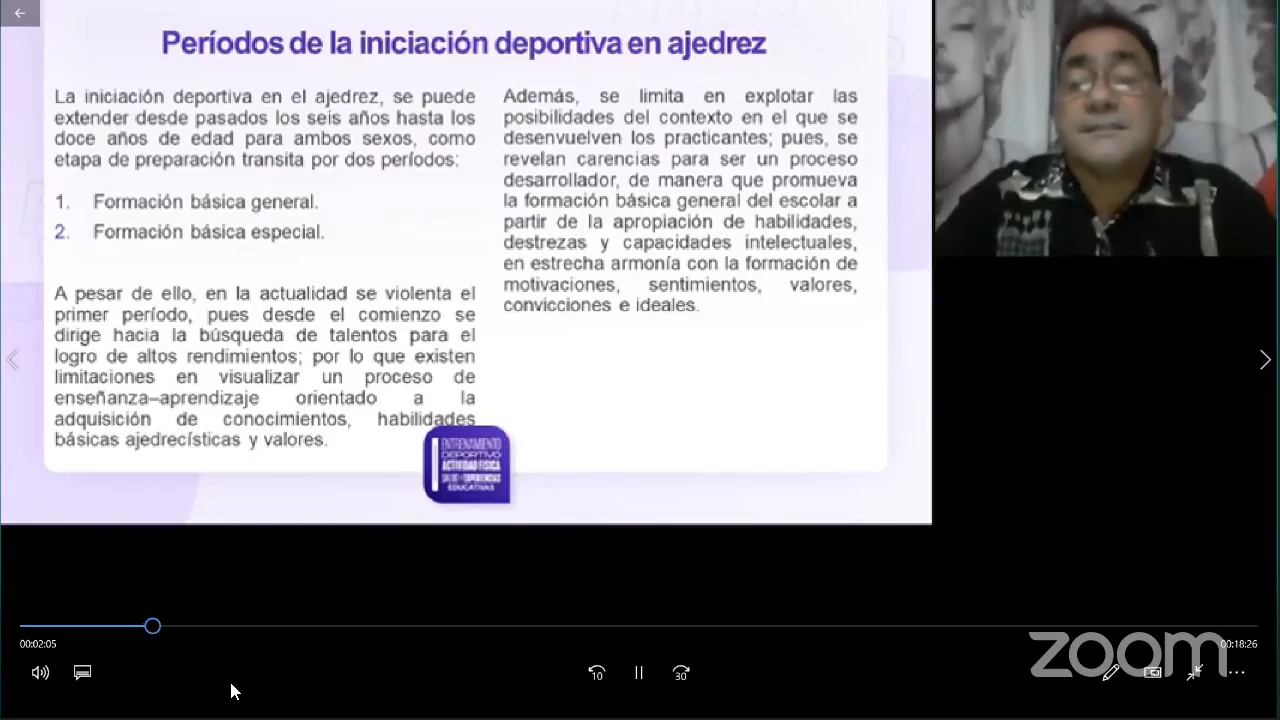 Períodos de la iniciación deportiva en ajedrez
La iniciación deportiva en el ajedrez, se puede
extender desde pasados los seis años hasta los
doce años de edad para ambos sexos, como
etapa de preparación transita por dos períodos:
1. Formación básica general.
2. Formación básica especial.
A pesar de ello, en la actualidad se violenta el
primer período, pues desde el comienzo se
dirige hacia la búsqueda de talentos para el
logro de altos rendimientos; por lo que existen
limitaciones en visualizar un proceso de
enseñanza–aprendizaje orientado a la
adquisición de conocimientos, habilidades
básicas ajedrecísticas y valores.
Además, se limita en explotar las
posibilidades del contexto en el que se
desenvuelven los practicantes; pues, se
revelan carencias para ser un proceso
desarrollador, de manera que promueva
la formación básica general del escolar a
partir de la apropiación de habilidades,
destrezas y capacidades intelectuales,
en estrecha armonía con la formación de
motivaciones, sentimientos, valores,
convicciones e ideales.
ENTRENAMIENTO
DEPORTIVO
ACTIVIDAD FÍSICA
EXPERIENCIAS
EDUCATIVAS
00:02:05
00:18:26
10
30
zoom